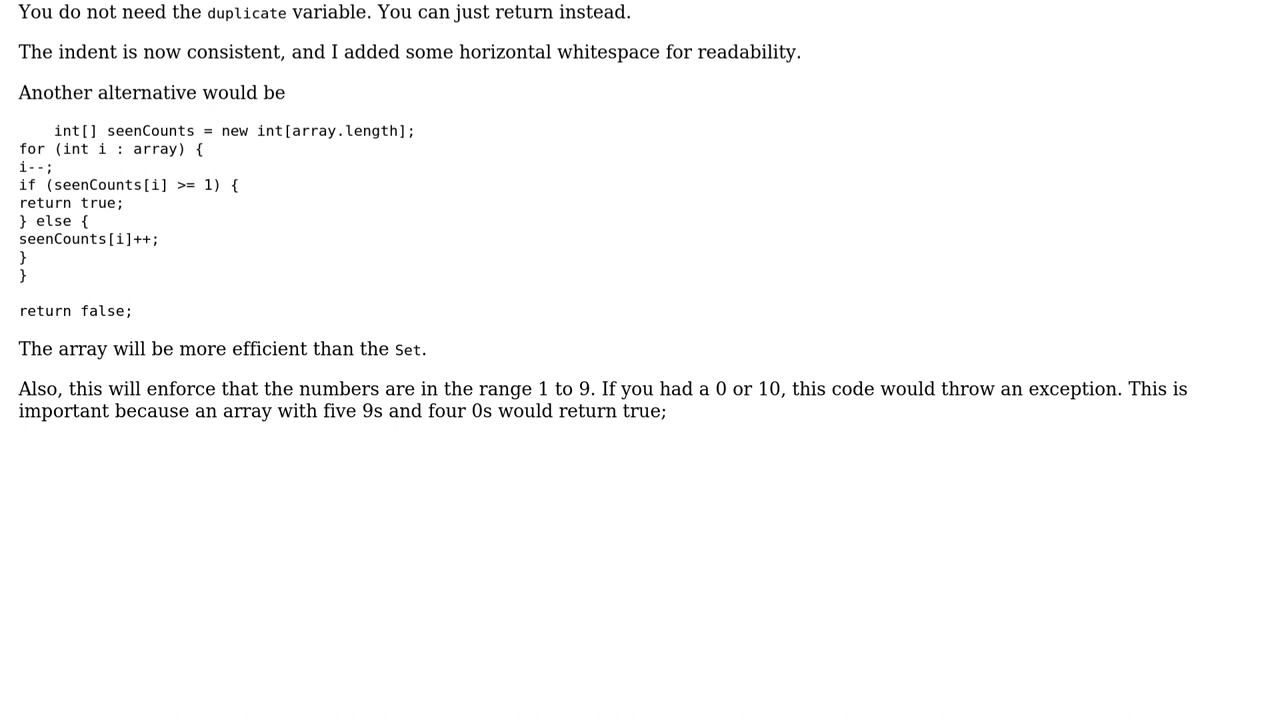 You do not need the duplicate variable. You can just return instead.
The indent is now consistent, and I added some horizontal whitespace for readability.
Another alternative would be
    int[] seenCounts = new int[array.length];
for (int i : array) {
i--;
if (seenCounts[i] >= 1) {
return true;
} else {
seenCounts[i]++;
}
}
return false;
The array will be more efficient than the Set.
Also, this will enforce that the numbers are in the range 1 to 9. If you had a 0 or 10, this code would throw an exception. This is
important because an array with five 9s and four 0s would return true;